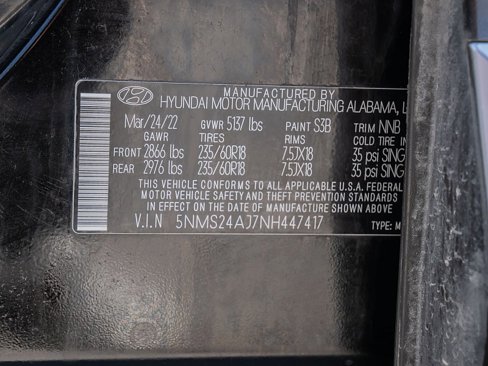 MANUFACTURED BY
HYUNDAI MOTOR MANUFACTURING ALABAMA, L
Mar/24/22 GVWR 5137 lbs PAINT S3B TRIM NNB
GAWR TIRES RIMS COLD TIRE IN
FRONT 2866 lbs 235/60R18 7.5JX18 35 psi SING
REAR 2976 lbs 235/60R18 7.5JX18 35 psi SING
THIS VEHICLE CONFORMS TO ALL APPLICABLE U.S.A. FEDERAL
MOTOR VEHICLE SAFETY AND THEFT PREVENTION STANDARDS
IN EFFECT ON THE DATE OF MANUFACTURE SHOWN ABOVE
V.I.N 5NMS24AJ7NH447417 TYPE: M